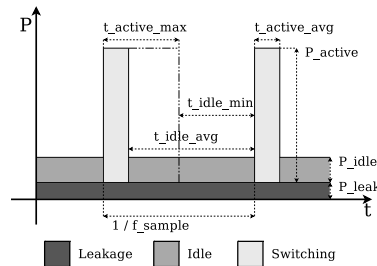 t_active_max
t_active_avg
P
P_active
t_idle_min
t_idle_avg
P_idle
P_leak
t
1 / f_sample
Leakage
Idle
Switching